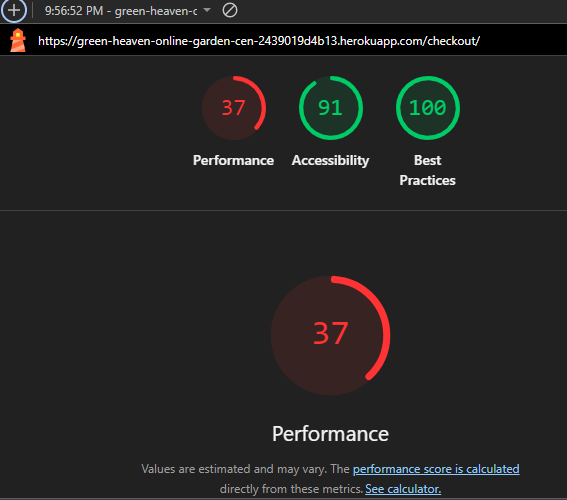 9:56:52 PM - green-heaven-c
https://green-heaven-online-garden-cen-2439019d4b13.herokuapp.com/checkout/
37 91 100
Performance Accessibility Best
Practices
37
Performance
Values are estimated and may vary. The performance score is calculated
directly from these metrics. See calculator.